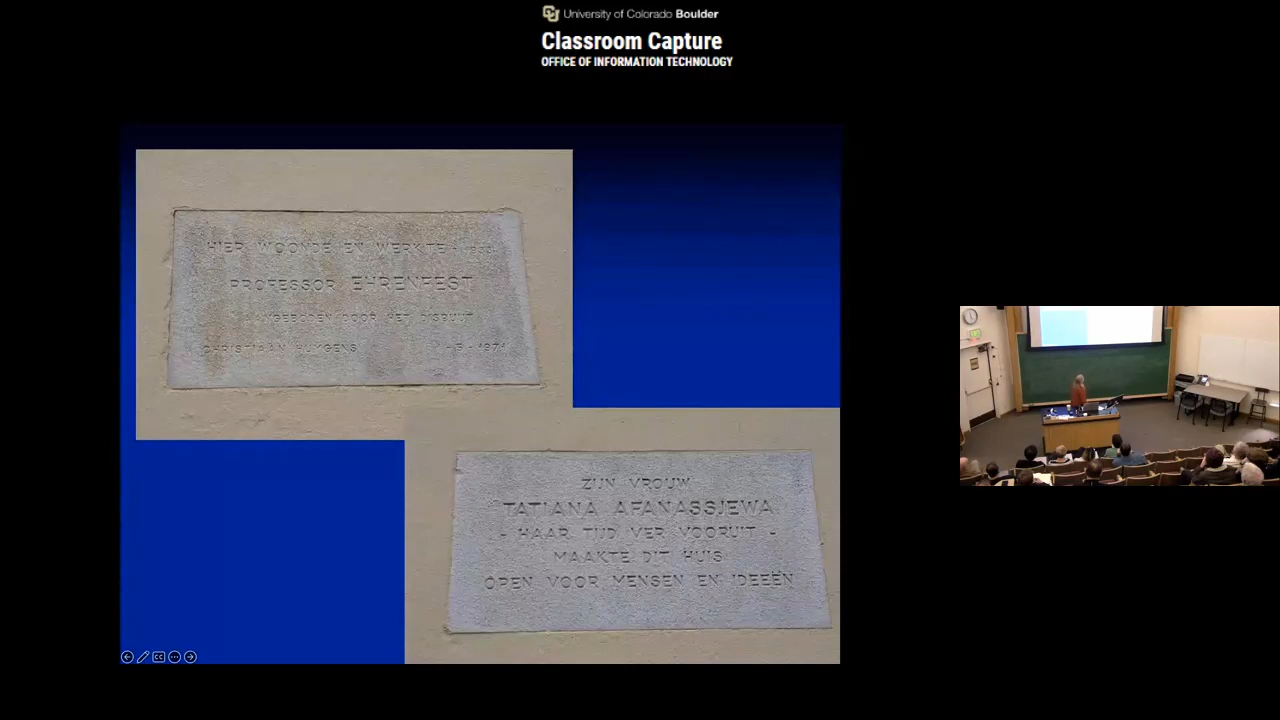 University of Colorado Boulder
Classroom Capture
OFFICE OF INFORMATION TECHNOLOGY
HIER WOONDE EN WERKTE -
PROFESSOR EHRENFEST
AANGEBODEN DOOR HET DISPUUT
CHRISTIAAN HUYGENS -5-1971
ZIJN VROUW
TATIANA AFANASSJEWA
- HAAR TIJD VER VOORUIT -
MAAKTE DIT HUIS
OPEN VOOR MENSEN EN IDEEËN